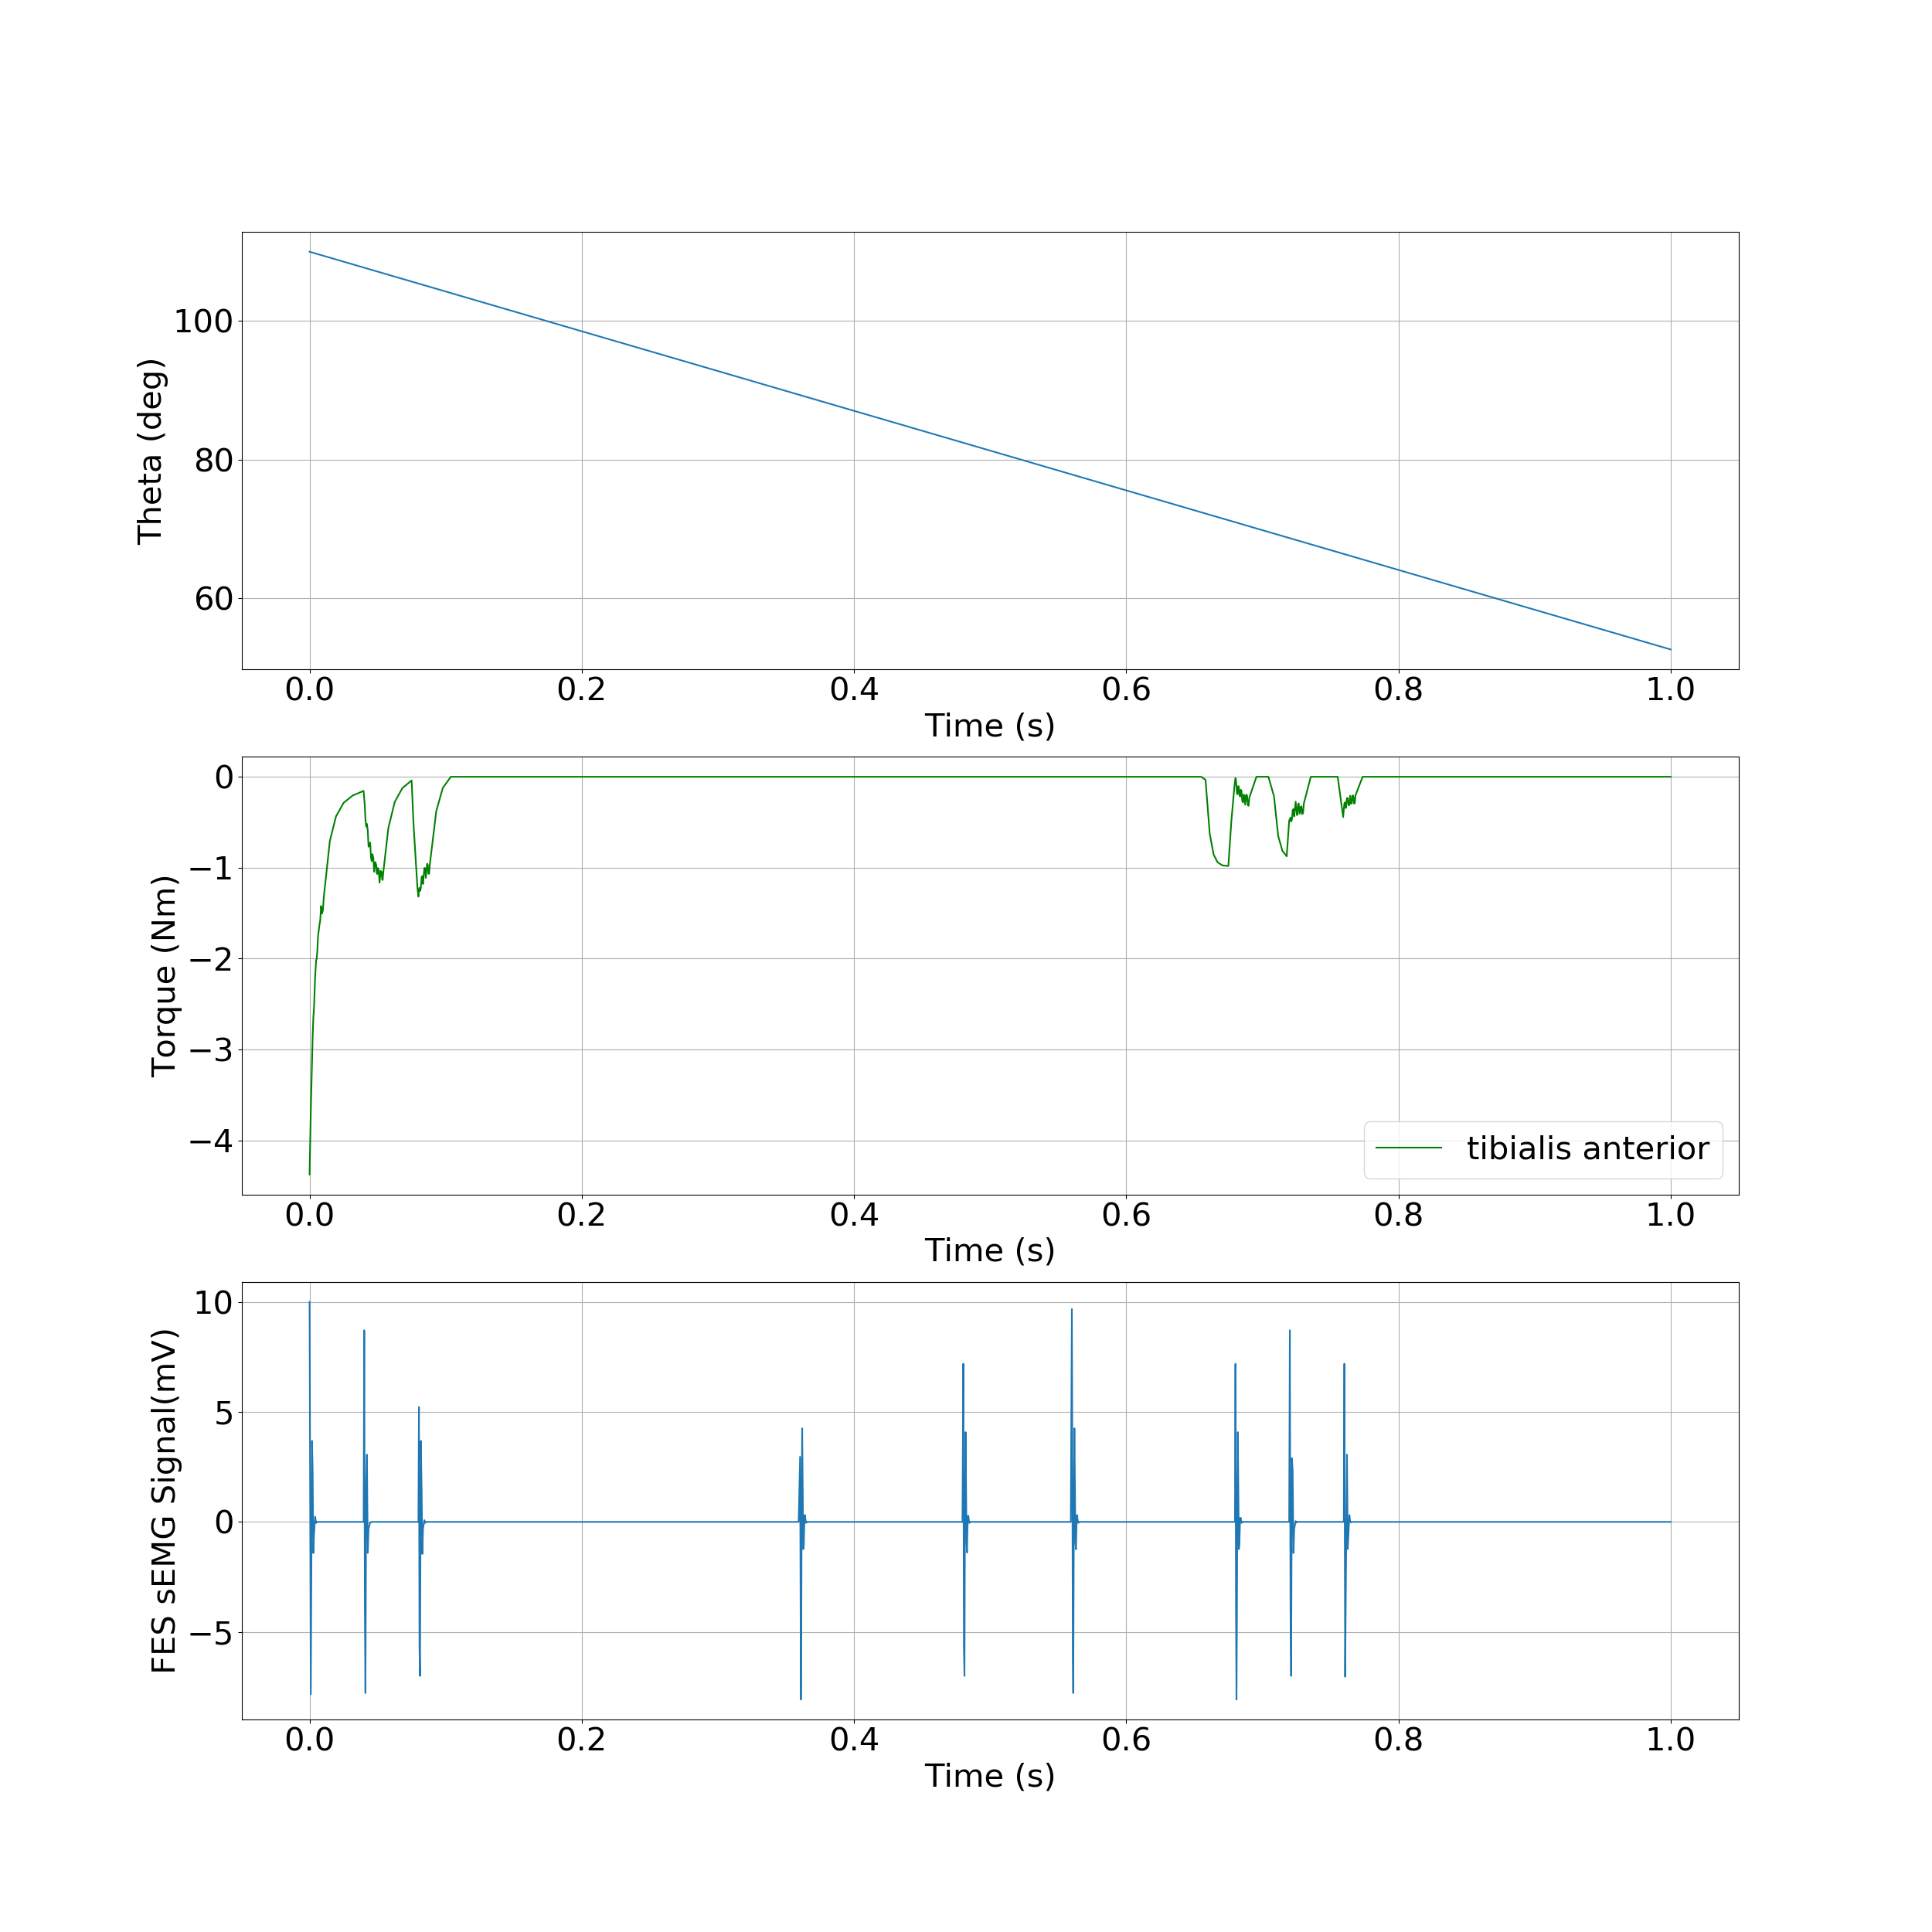 100
80
60
Theta (deg)
0.0 0.2 0.4 0.6 0.8 1.0
Time (s)
0
−1
−2
−3
−4
Torque (Nm)
tibialis anterior
0.0 0.2 0.4 0.6 0.8 1.0
Time (s)
10
5
0
−5
FES sEMG Signal(mV)
0.0 0.2 0.4 0.6 0.8 1.0
Time (s)